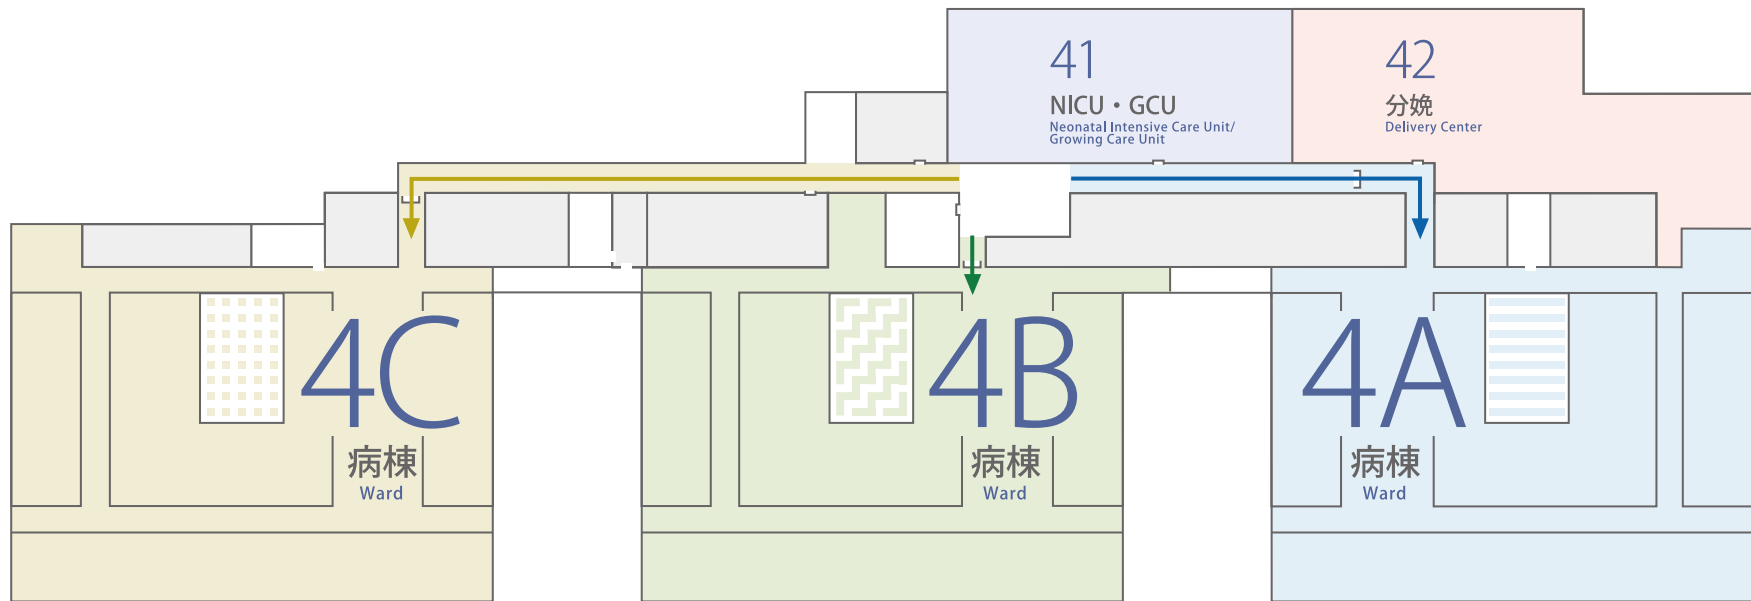 41
NICU・GCU
Neonatal Intensive Care Unit/
Growing Care Unit
42
分娩
Delivery Center
4C
病棟
Ward
4B
病棟
Ward
4A
病棟
Ward